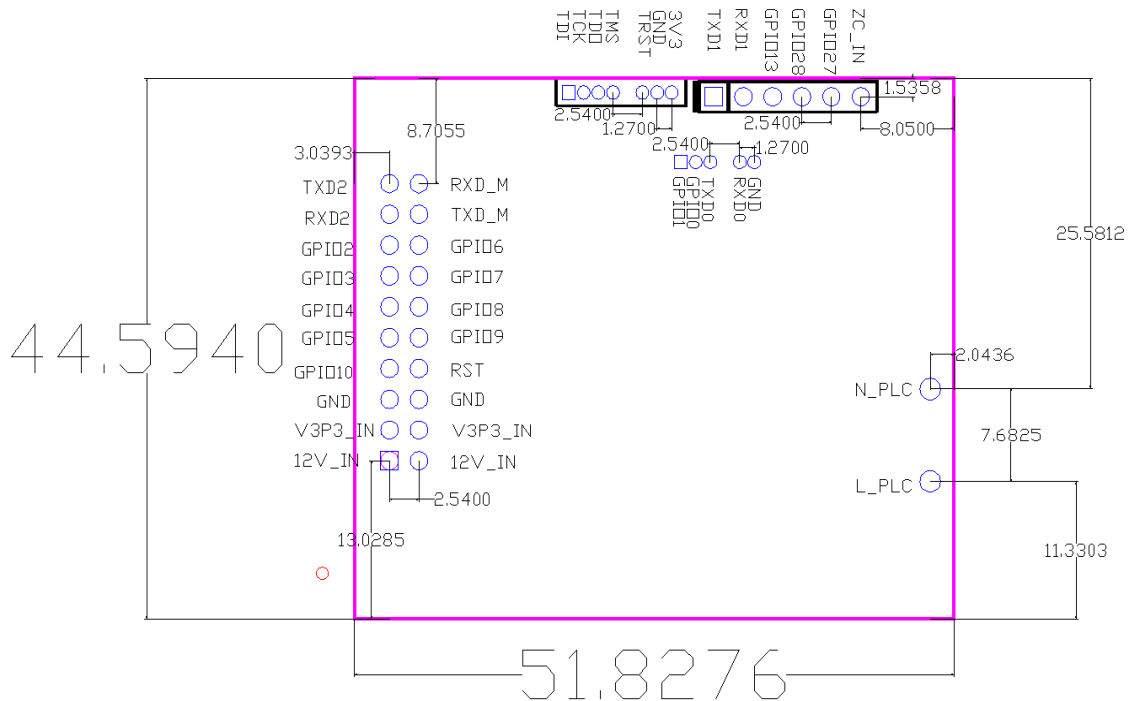 TDI
TCK
TDO
TMS
TRST
GND
3V3
TXD1
RXD1
GPIO13
GPIO28
GPIO27
ZC_IN
1.5358
2.5400
1.2700
2.5400
8.0500
8.7055
2.5400
1.2700
3.0393
GPIO1
GPIO0
TXD0
RXD0
GND
TXD2 RXD_M
RXD2 TXD_M
GPIO2 GPIO6
25.5812
GPIO3 GPIO7
GPIO4 GPIO8
GPIO5 GPIO9
44.5940
2.0436
GPIO10 RST
N_PLC
GND GND
V3P3_IN V3P3_IN
7.6825
12V_IN 12V_IN
L_PLC
2.5400
13.0285
11.3303
51.8276